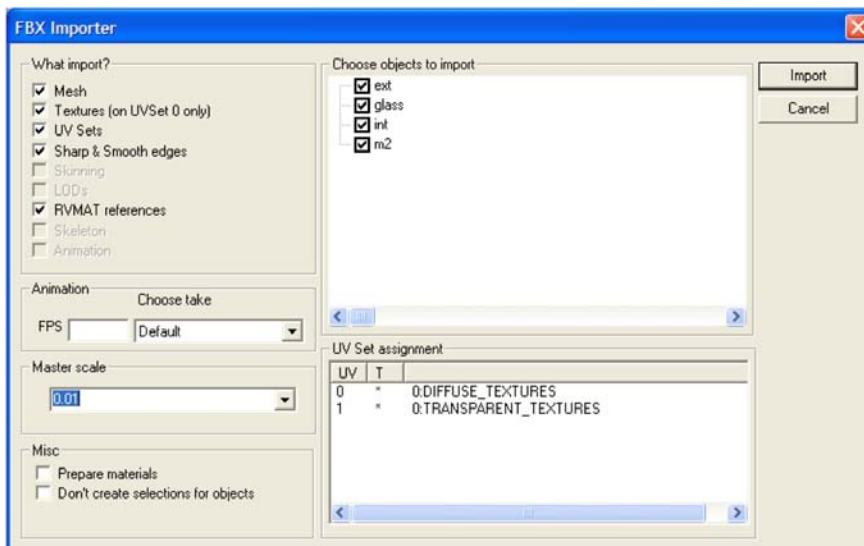 FBX Importer
What import?
Mesh
Textures (on UVSet 0 only)
UV Sets
Sharp & Smooth edges
Skinning
LODs
RVMAT references
Skeleton
Animation
Animation
Choose take
FPS
Default
Master scale
0.01
Misc
Prepare materials
Don't create selections for objects
Choose objects to import
ext
glass
int
m2
UV Set assignment
UV T
0 * 0:DIFFUSE_TEXTURES
1 * 0:TRANSPARENT_TEXTURES
Import
Cancel